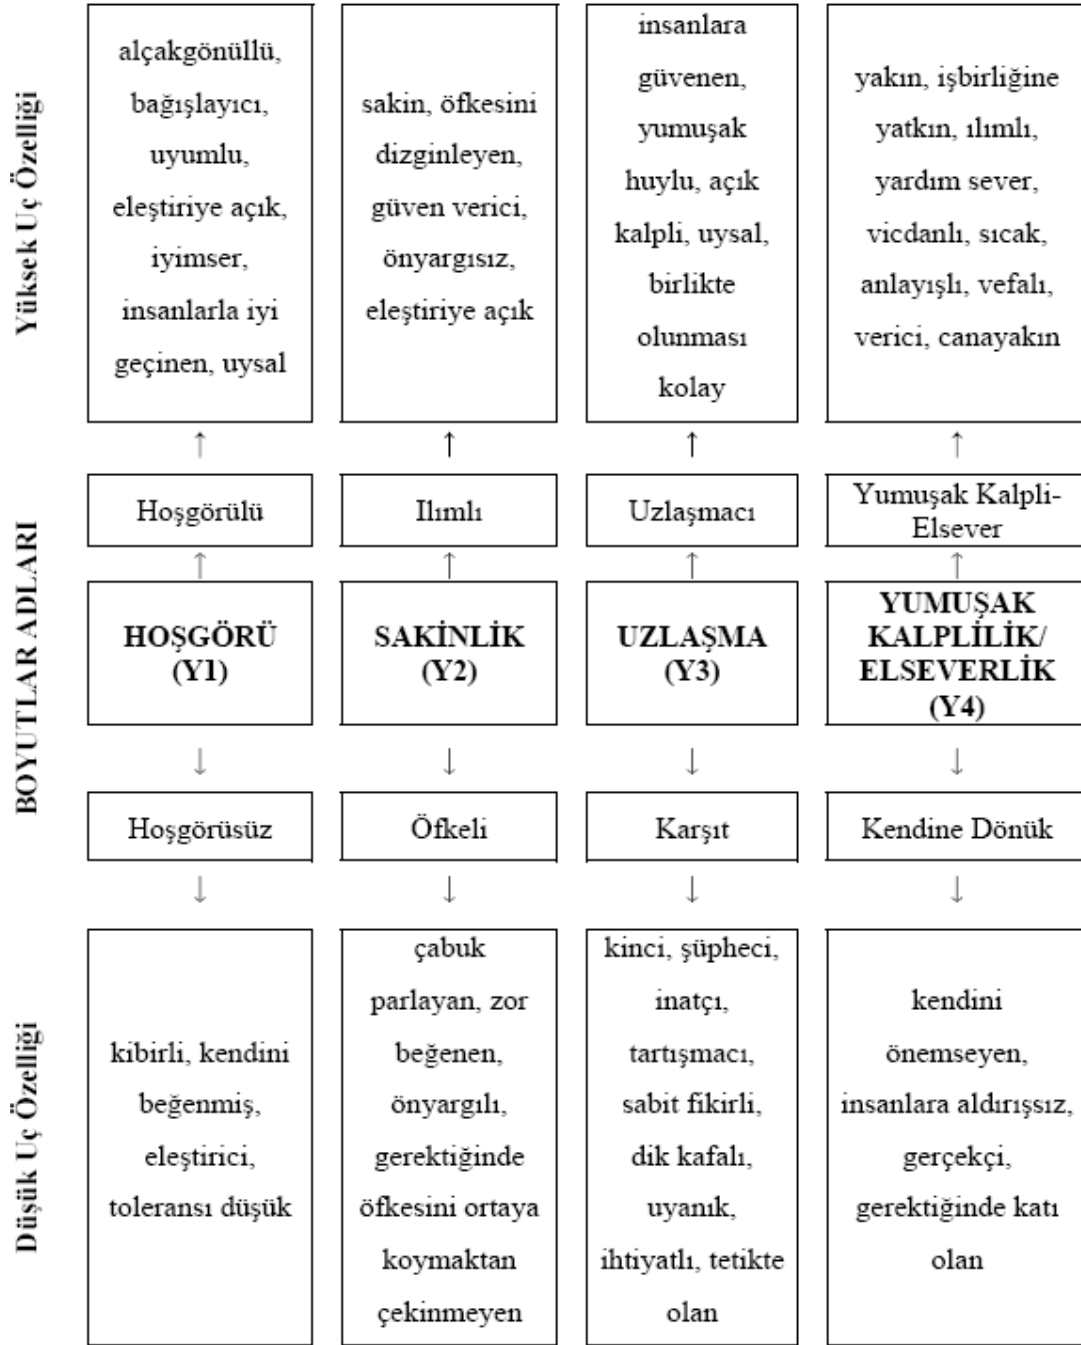 Yüksek Uç Özelliği
alçakgönüllü,
bağışlayıcı,
uyumlu,
eleştiriye açık,
iyimser,
insanlarla iyi
geçinen, uysal
sakin, öfkesini
dizginleyen,
güven verici,
önyargısız,
eleştiriye açık
insanlara
güvenen,
yumuşak
huylu, açık
kalpli, uysal,
birlikte
olunması
kolay
yakın, işbirliğine
yatkın, ılımlı,
yardım sever,
vicdanlı, sıcak,
anlayışlı, vefalı,
verici, canayakın
↑ ↑ ↑ ↑
BOYUTLAR ADLARI
Hoşgörülü
Ilımlı
Uzlaşmacı
Yumuşak Kalpli-
Elsever
↑ ↑ ↑ ↑
HOŞGÖRÜ
(Y1)
SAKİNLİK
(Y2)
UZLAŞMA
(Y3)
YUMUŞAK
KALPLİLİK/
ELSEVERLİK
(Y4)
↓ ↓ ↓ ↓
Hoşgörüsüz
Öfkeli
Karşıt
Kendine Dönük
↓ ↓ ↓ ↓
Düşük Uç Özelliği
kibirli, kendini
beğenmiş,
eleştirici,
toleransı düşük
çabuk
parlayan, zor
beğenen,
önyargılı,
gerektiğinde
öfkesini ortaya
koymaktan
çekinmeyen
kinci, şüpheci,
inatçı,
tartışmacı,
sabit fikirli,
dik kafalı,
uyanık,
ihtiyatlı, tetikte
olan
kendini
önemseyen,
insanlara aldırışsız,
gerçekçi,
gerektiğinde katı
olan